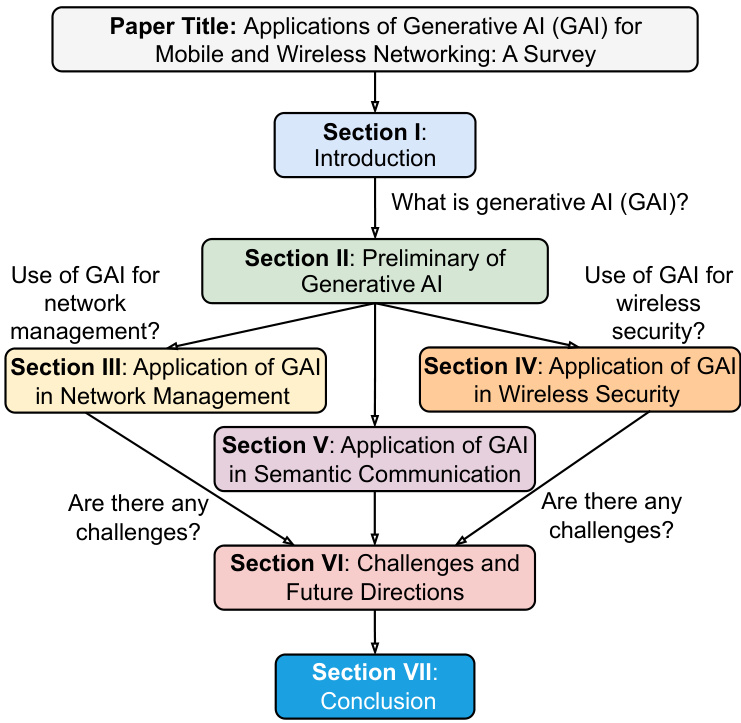 Paper Title: Applications of Generative AI (GAI) for
Mobile and Wireless Networking: A Survey
Section I:
Introduction
What is generative AI (GAI)?
Section II: Preliminary of
Generative AI
Use of GAI for
network
management?
Use of GAI for
wireless
security?
Section III: Application of GAI
in Network Management
Section IV: Application of GAI
in Wireless Security
Section V: Application of GAI
in Semantic Communication
Are there any
challenges?
Are there any
challenges?
Section VI: Challenges and
Future Directions
Section VII:
Conclusion